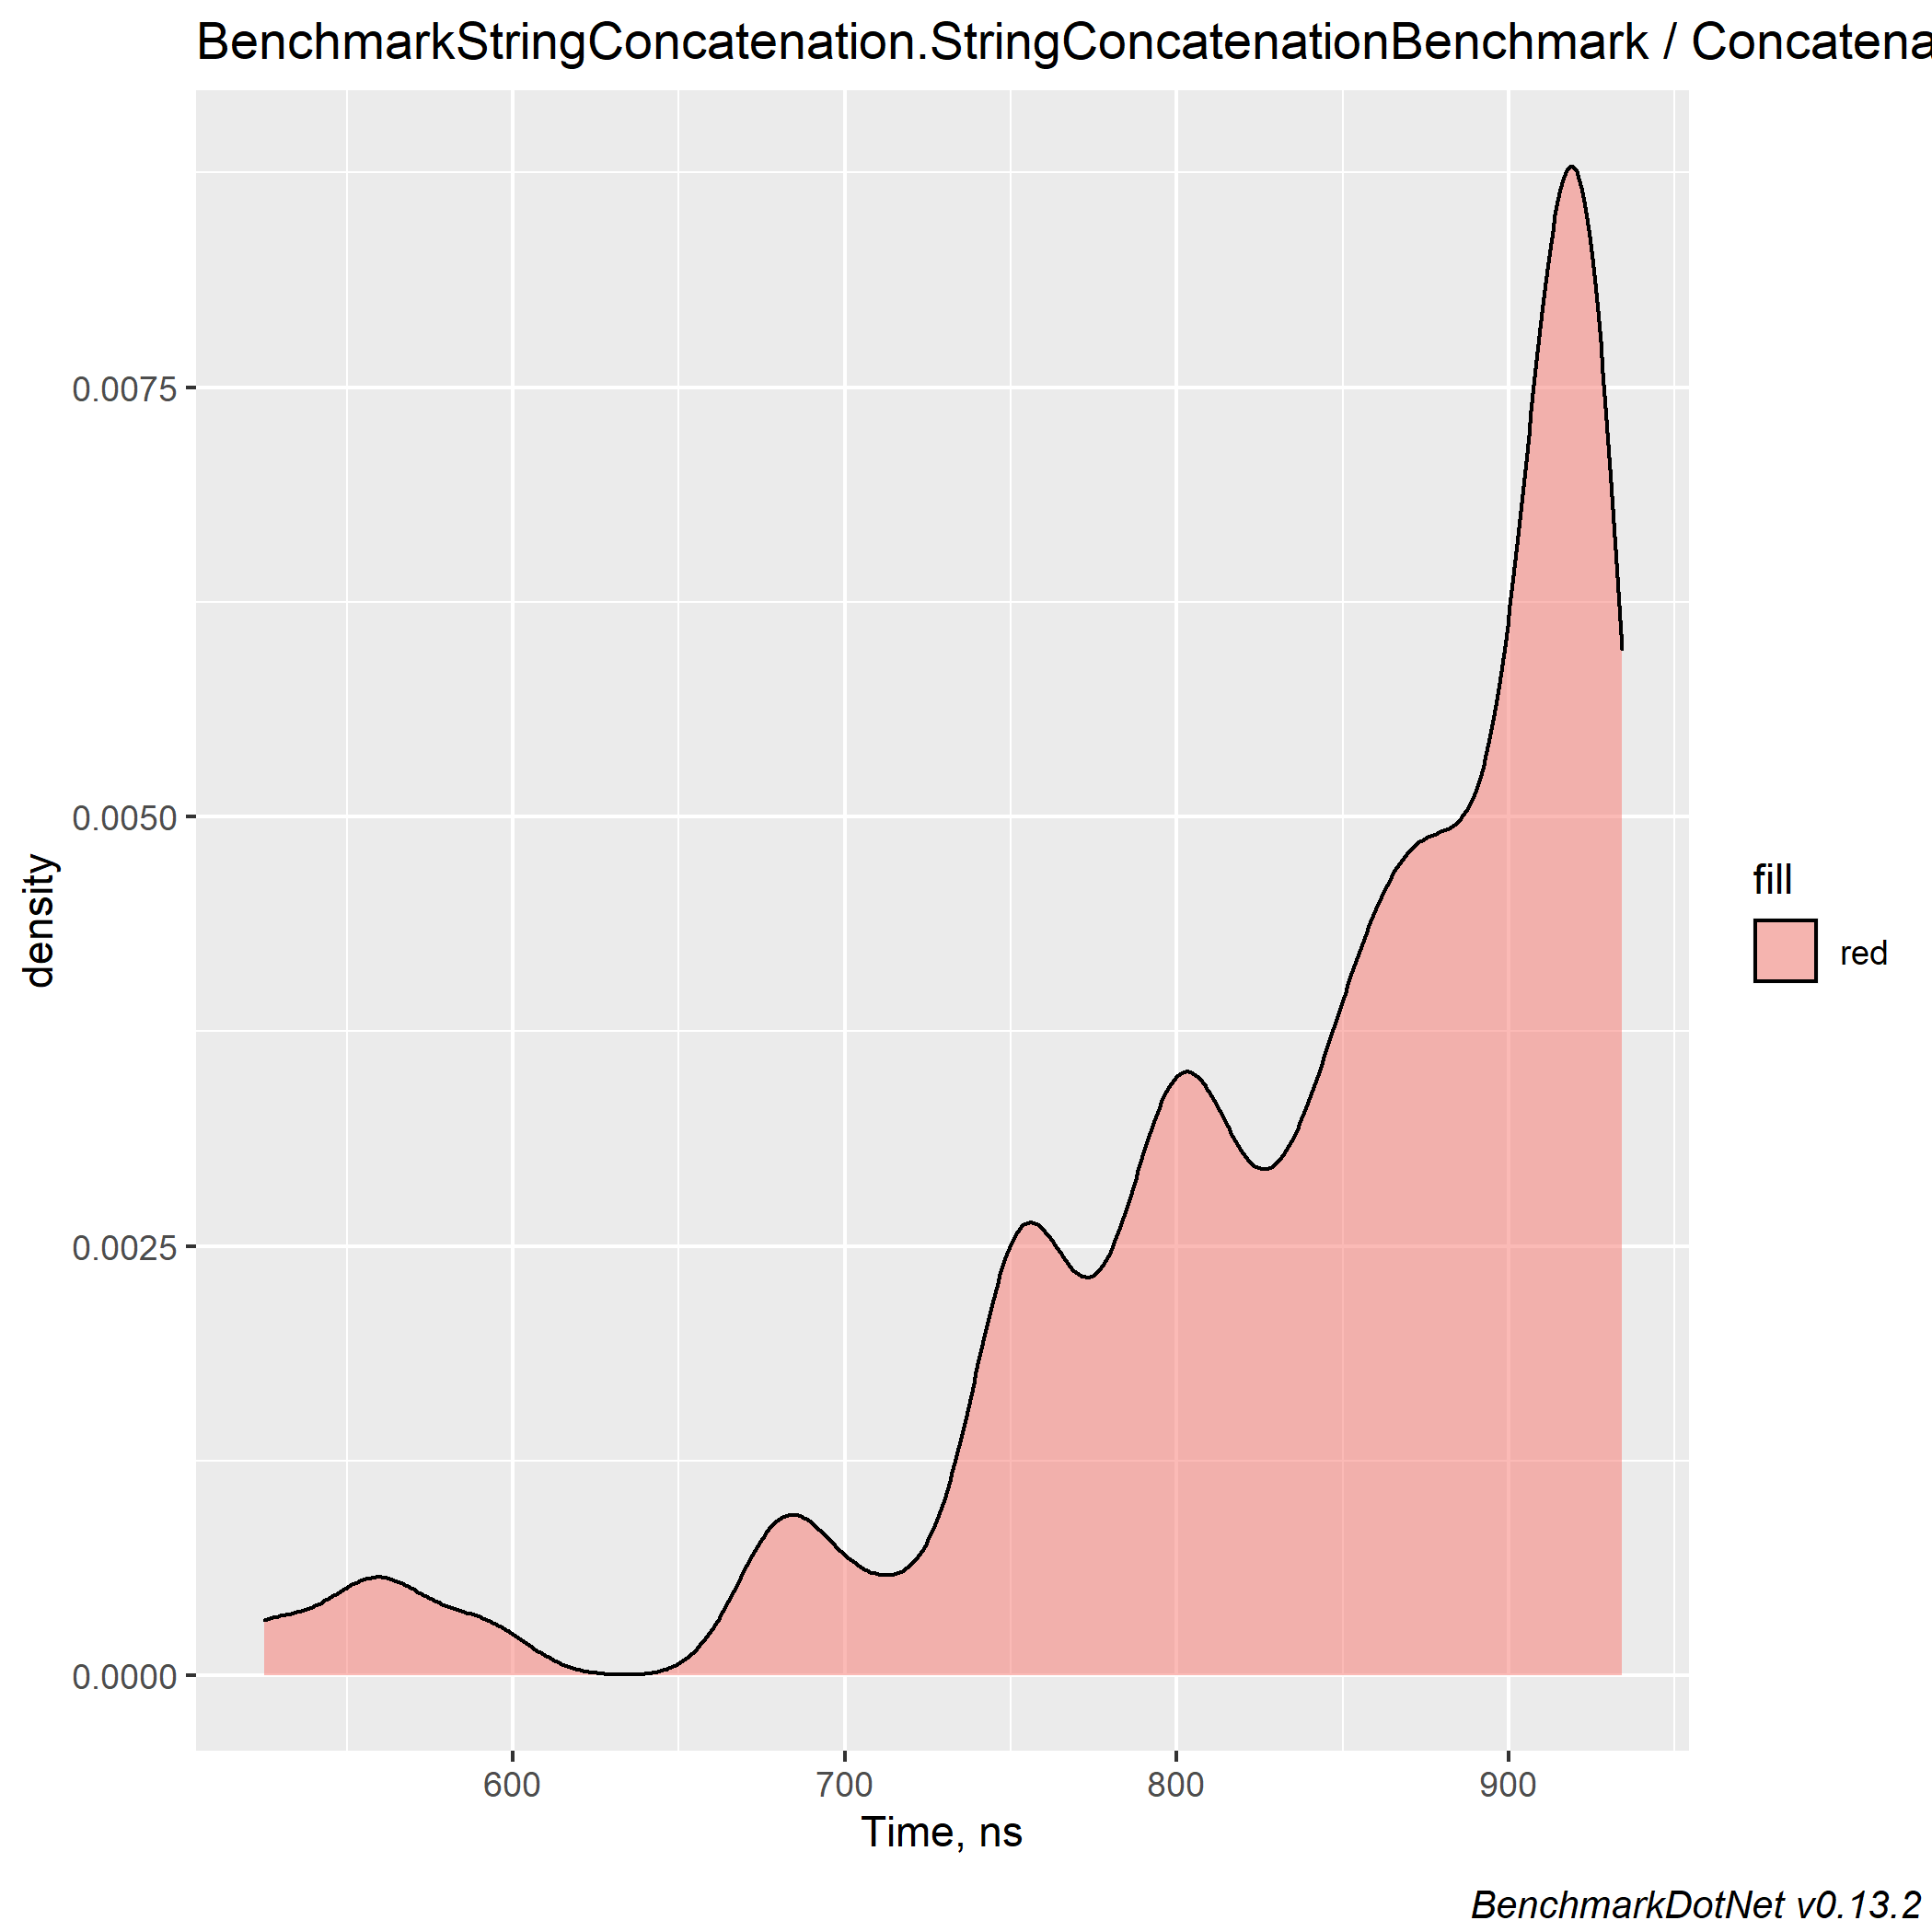 BenchmarkStringConcatenation.StringConcatenationBenchmark / Concatena
0.0075
0.0050
0.0025
0.0000
density
600 700 800 900
Time, ns
fill
red
BenchmarkDotNet v0.13.2